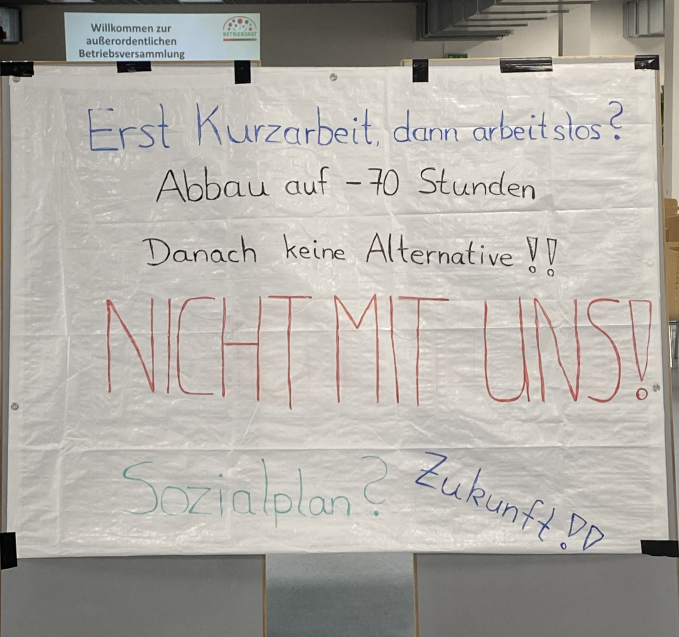 Willkommen zur
außerordentlichen
Betriebsversammlung
BETRIEBSRAT
Erst Kurzarbeit, dann arbeitslos?
Abbau auf -70 Stunden
Danach keine Alternative!!
NICHT MIT UNS!
Sozialplan? Zukunft!!